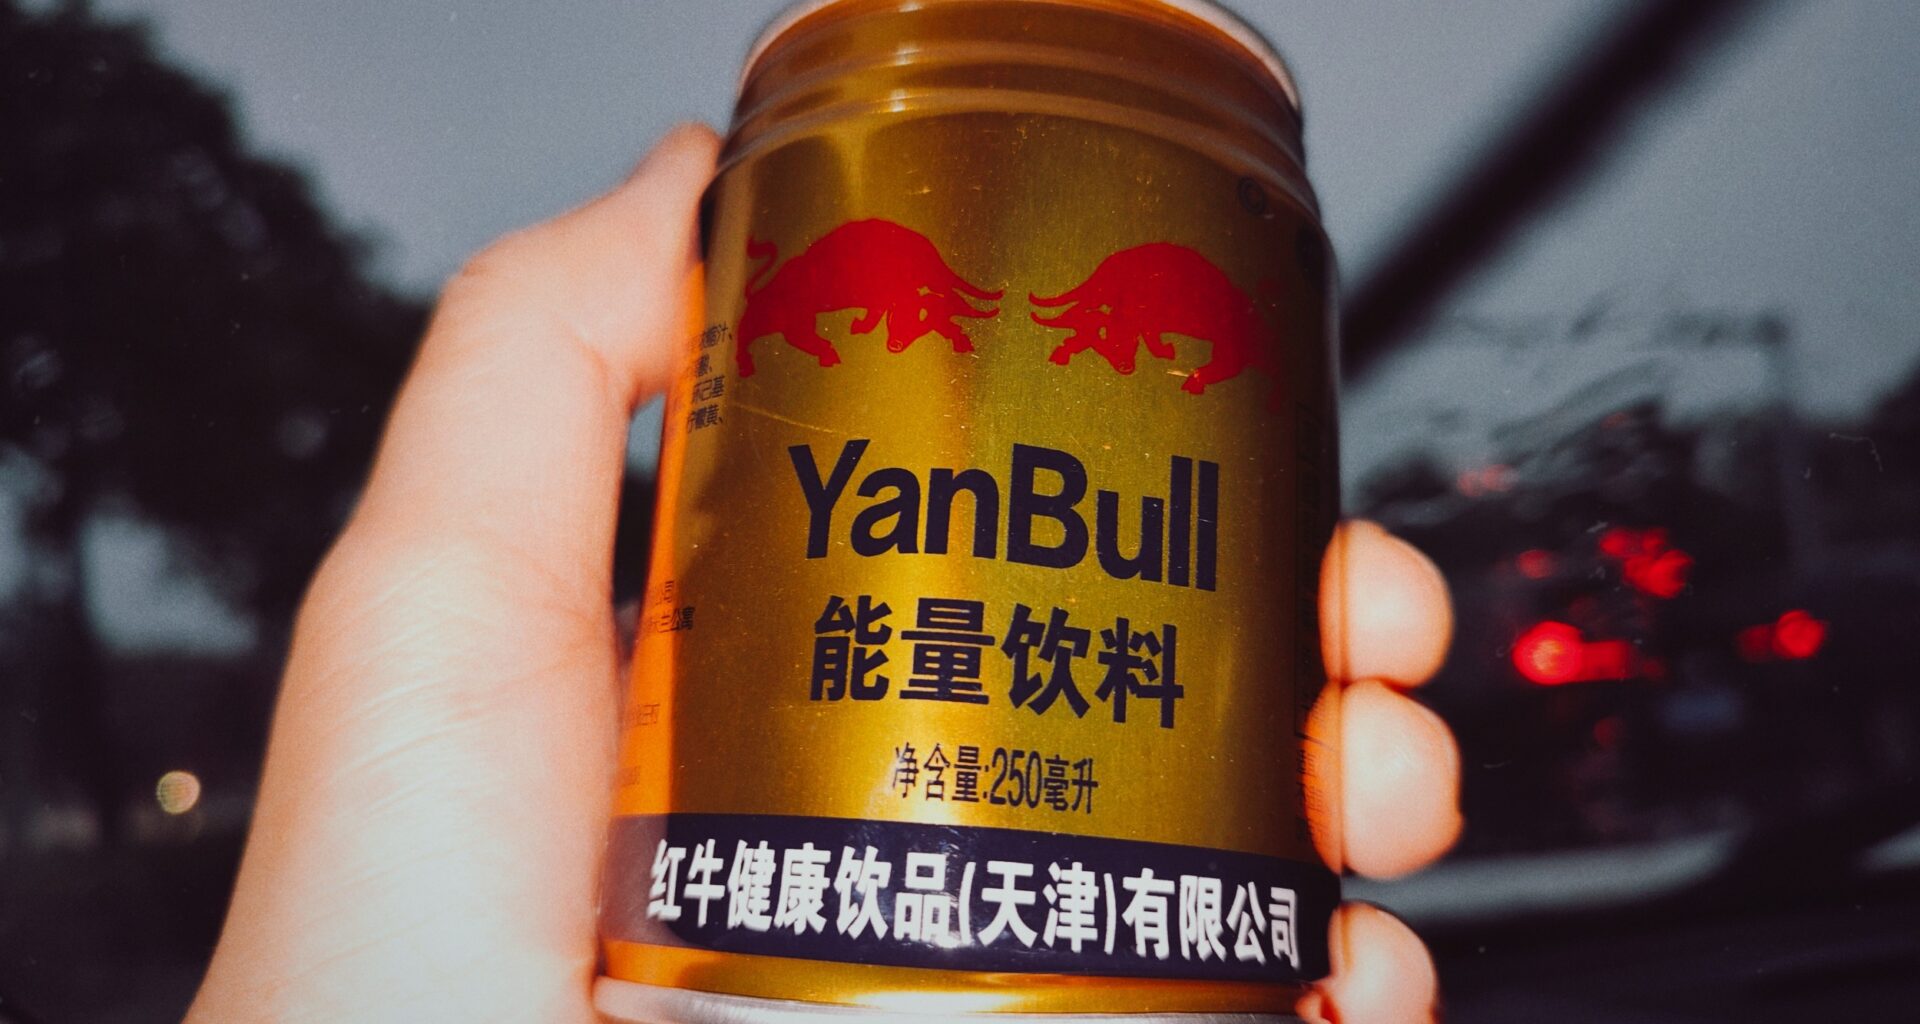 YanBull
能量饮料
净含量:250毫升
红牛健康饮品(天津)有限公司